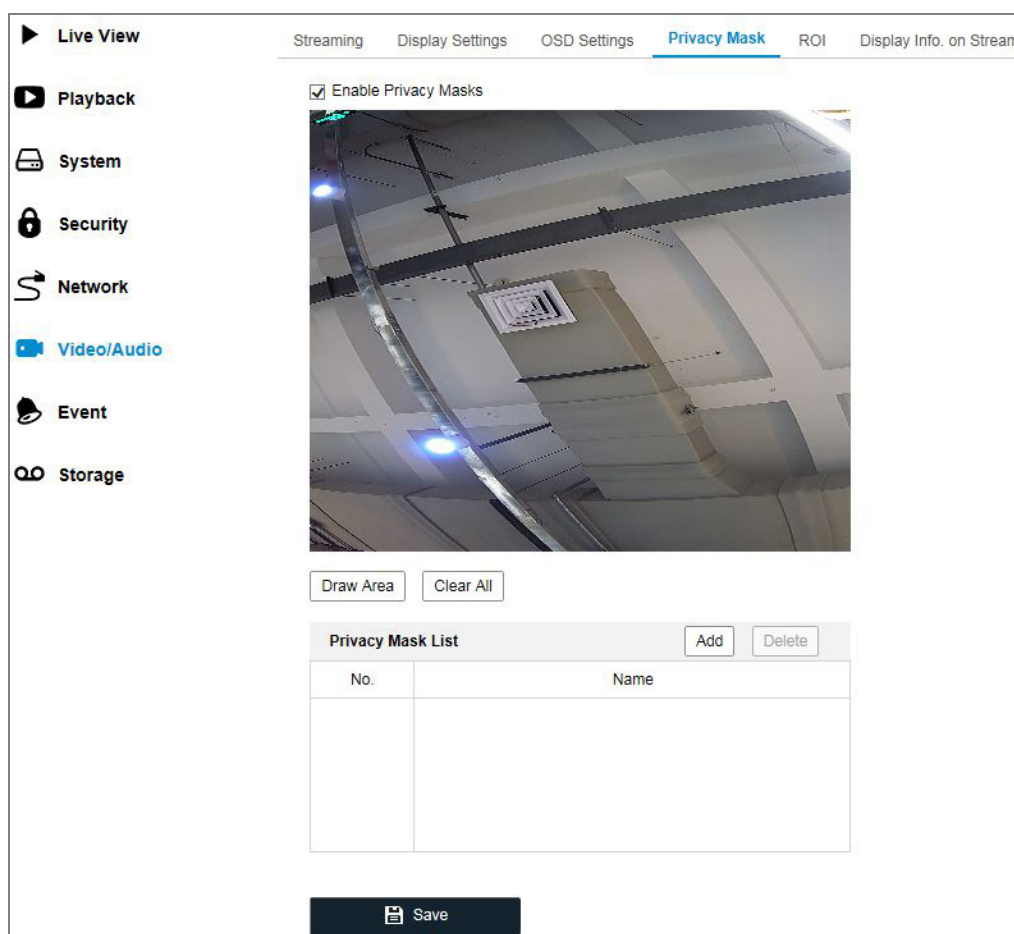 Live View
Playback
System
Security
Network
Video/Audio
Event
Storage
Streaming Display Settings OSD Settings Privacy Mask ROI Display Info. on Stream
Enable Privacy Masks
Draw Area Clear All
Privacy Mask List Add Delete
No. Name
Save